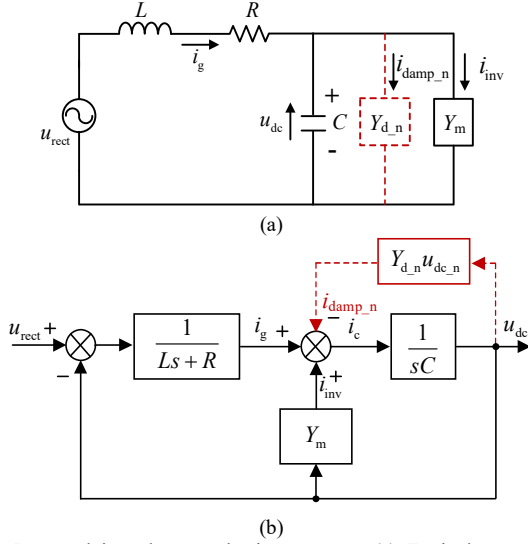 L
R
i_g
i_damp_n
i_inv
+
u_dc
C
Y_d_n
Y_m
u_rect
-
(a)
Y_d_n u_dc_n
i_damp_n
−
u_rect +
1
Ls + R
i_g +
i_c
1
sC
u_dc
−
i_inv +
Y_m
(b)